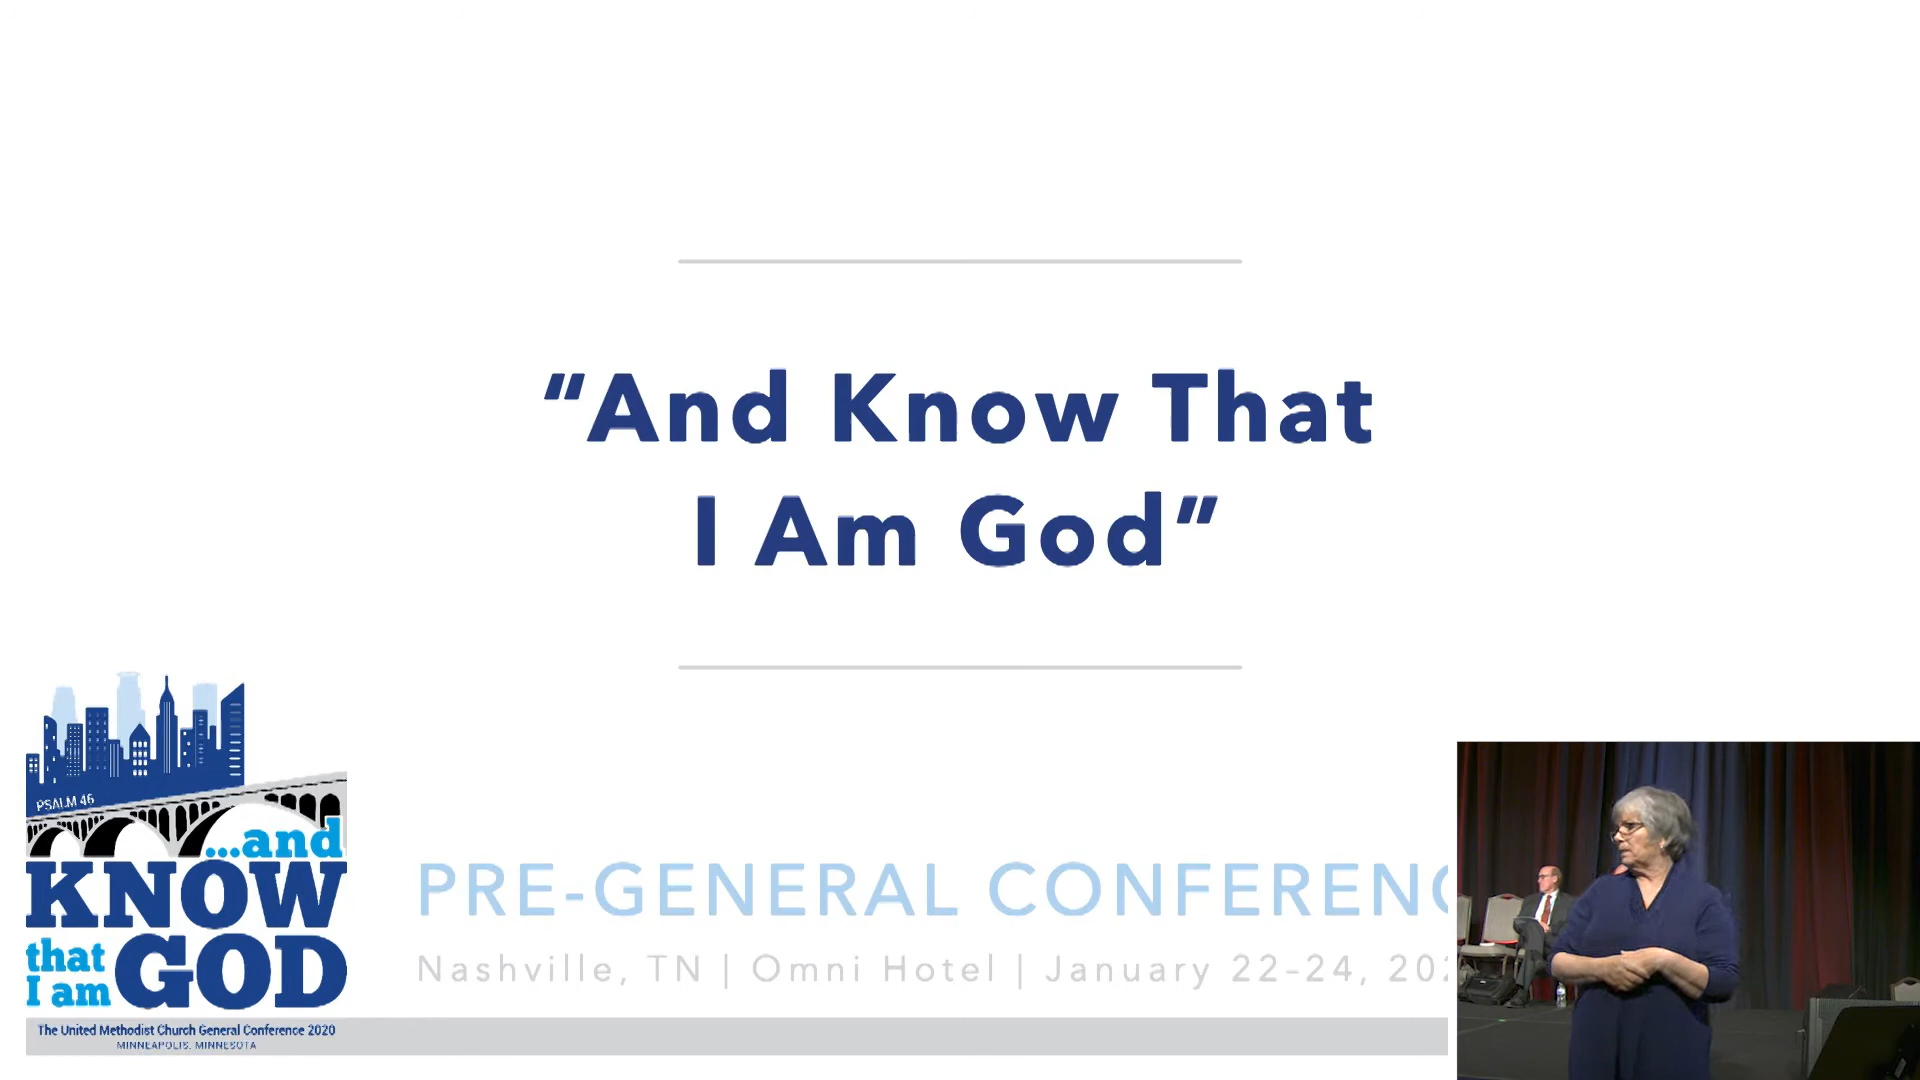 “And Know That
I Am God”
PSALM 46
...and
KNOW
that
I am
GOD
The United Methodist Church General Conference 2020
MINNEAPOLIS, MINNESOTA
PRE-GENERAL CONFERENC
Nashville, TN | Omni Hotel | January 22–24, 202